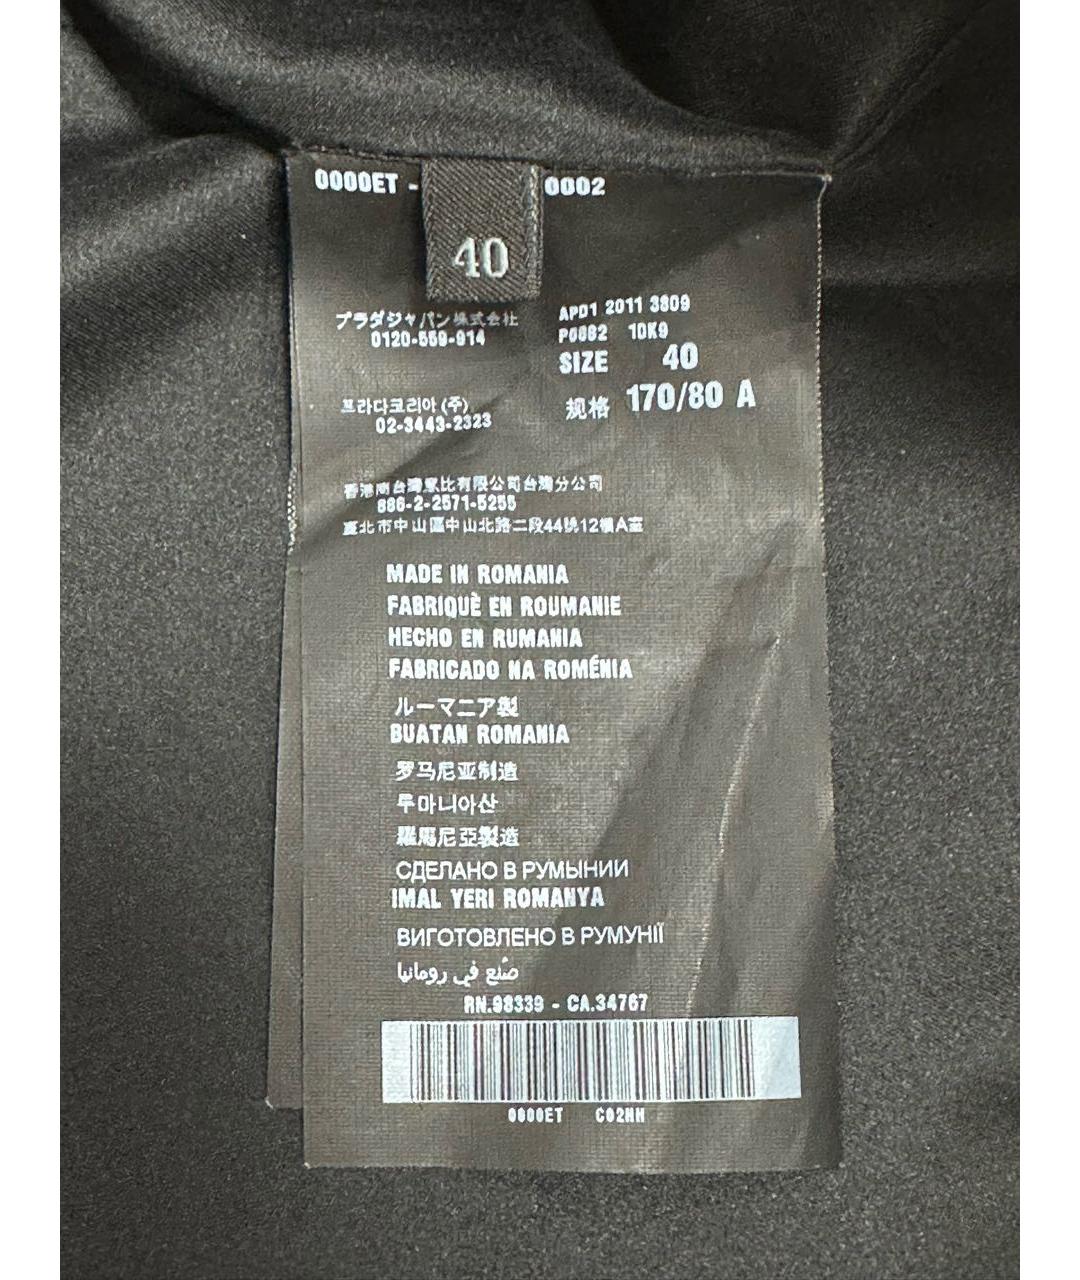 0000ET - 0002
40
プラダジャパン株式会社
0120-559-914
APD1 2011 3809
P0882 10K9
SIZE 40
规格 170/80 A
프라다코리아 (주)
02-3443-2323
香港商台灣 有限公司台灣分公司
886-2-2571-5255
臺北市中山區中山北路二段44號12樓A室
MADE IN ROMANIA
FABRIQUÈ EN ROUMANIE
HECHO EN RUMANIA
FABRICADO NA ROMÉNIA
ルーマニア製
BUATAN ROMANIA
罗马尼亚制造
루마니아산
羅馬尼亞製造
СДЕЛАНО В РУМЫНИИ
IMAL YERI ROMANYA
ВИГОТОВЛЕНО В РУМУНІЇ
صُنع في رومانيا
RN.98339 - CA.34767
0000ET C02HH